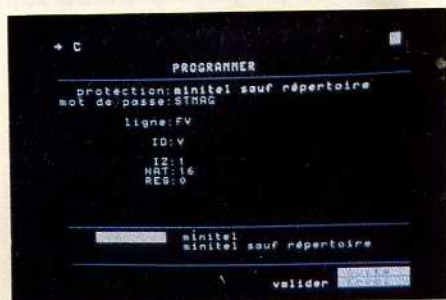 → C
PROGRAMMER
protection:minitel sauf répertoire
mot de passe:STMAG
ligne:FV
ID:Y
IZ:1
NAT:16
RES:0
minitel
minitel sauf répertoire
valider